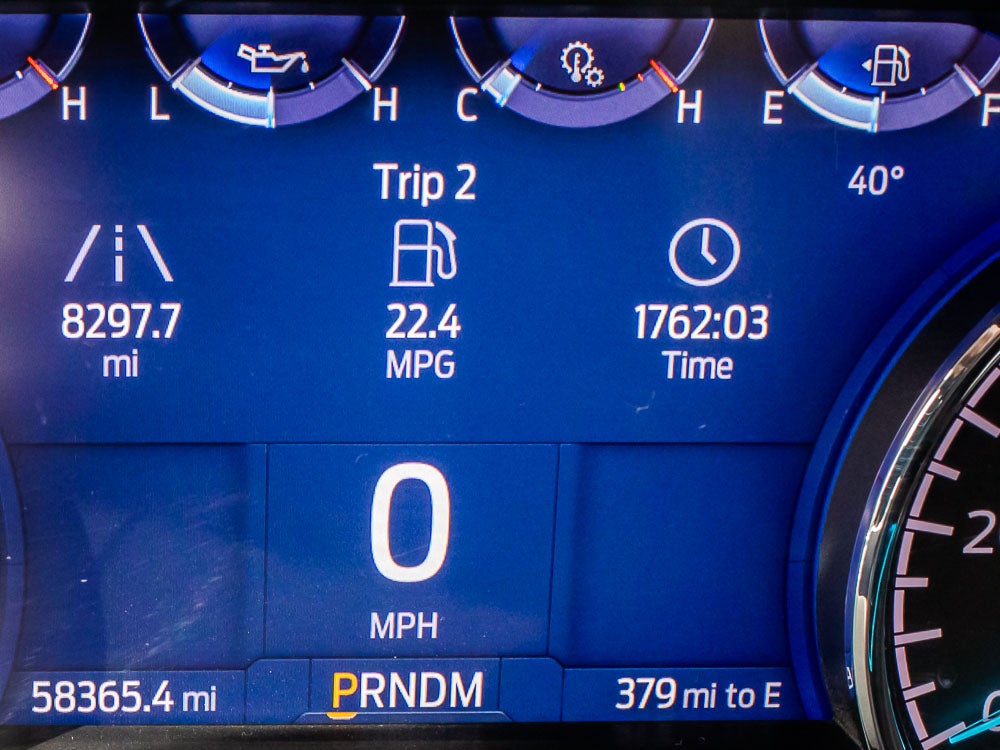 H L H C H E F
Trip 2
40°
8297.7 22.4 1762:03
mi MPG Time
0
MPH
2
58365.4 mi PRNDM 379 mi to E